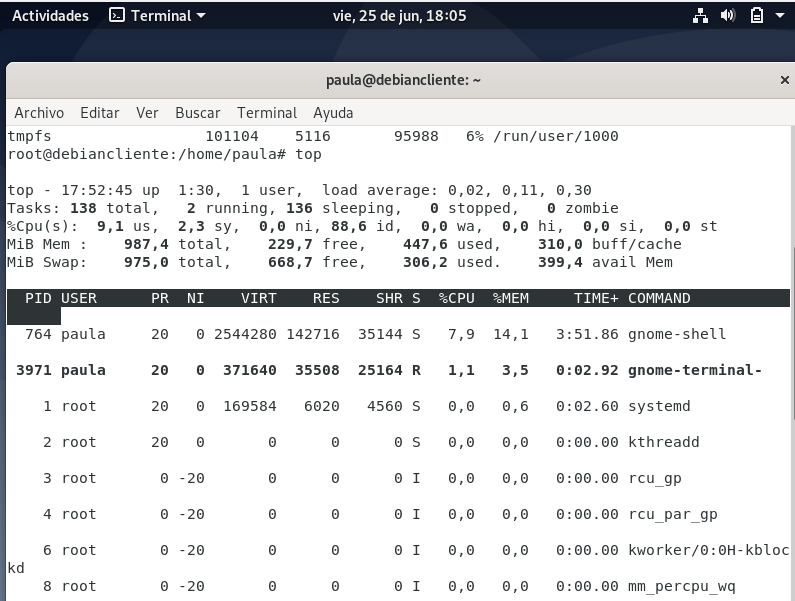 Actividades Terminal vie, 25 de jun, 18:05
paula@debiancliente: ~ ×
Archivo Editar Ver Buscar Terminal Ayuda
tmpfs 101104 5116 95988 6% /run/user/1000
root@debiancliente:/home/paula# top
top - 17:52:45 up 1:30, 1 user, load average: 0,02, 0,11, 0,30
Tasks: 138 total, 2 running, 136 sleeping, 0 stopped, 0 zombie
%Cpu(s): 9,1 us, 2,3 sy, 0,0 ni, 88,6 id, 0,0 wa, 0,0 hi, 0,0 si, 0,0 st
MiB Mem : 987,4 total, 229,7 free, 447,6 used, 310,0 buff/cache
MiB Swap: 975,0 total, 668,7 free, 306,2 used. 399,4 avail Mem
PID USER PR NI VIRT RES SHR S %CPU %MEM TIME+ COMMAND
764 paula 20 0 2544280 142716 35144 S 7,9 14,1 3:51.86 gnome-shell
3971 paula 20 0 371640 35508 25164 R 1,1 3,5 0:02.92 gnome-terminal-
1 root 20 0 169584 6020 4560 S 0,0 0,6 0:02.60 systemd
2 root 20 0 0 0 0 S 0,0 0,0 0:00.00 kthreadd
3 root 0 -20 0 0 0 I 0,0 0,0 0:00.00 rcu_gp
4 root 0 -20 0 0 0 I 0,0 0,0 0:00.00 rcu_par_gp
6 root 0 -20 0 0 0 I 0,0 0,0 0:00.00 kworker/0:0H-kbloc
kd
8 root 0 -20 0 0 0 I 0,0 0,0 0:00.00 mm_percpu_wq